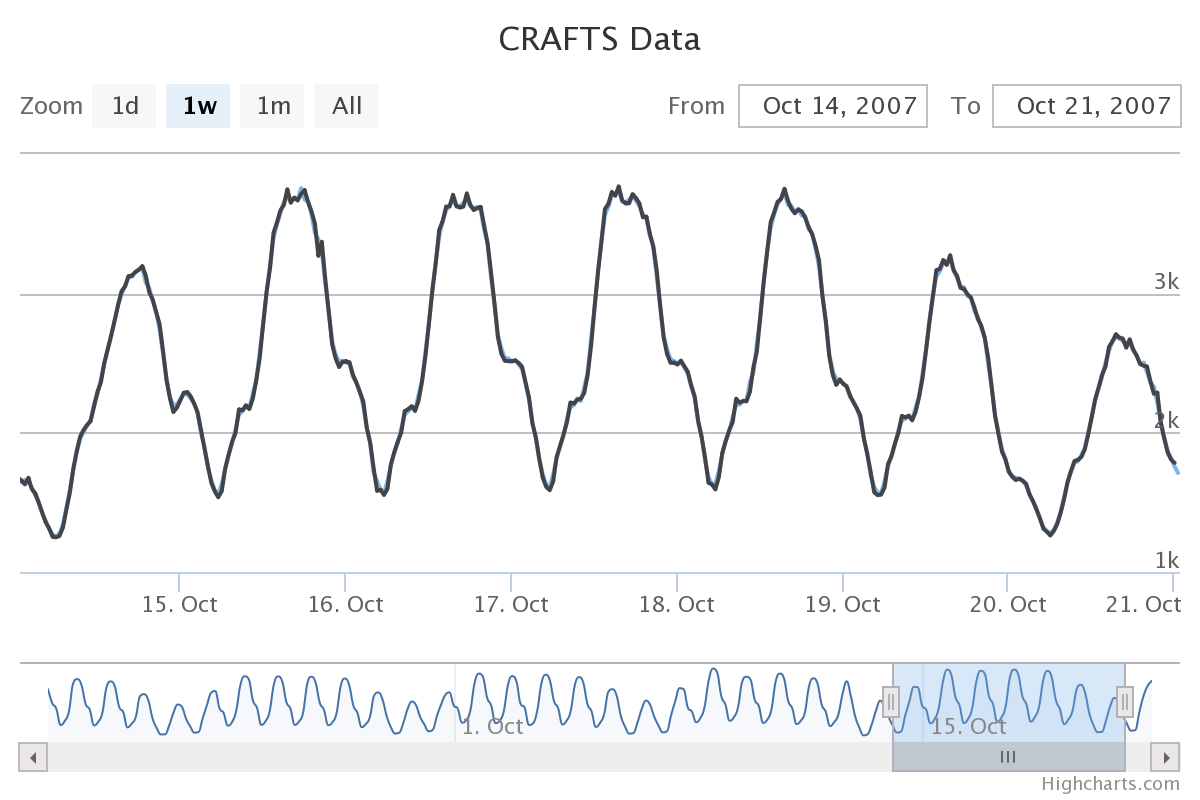 CRAFTS Data
Zoom 1d 1w 1m All From Oct 14, 2007 To Oct 21, 2007
3k
2k
1k
15. Oct 16. Oct 17. Oct 18. Oct 19. Oct 20. Oct 21. Oct
1. Oct 15. Oct
Highcharts.com